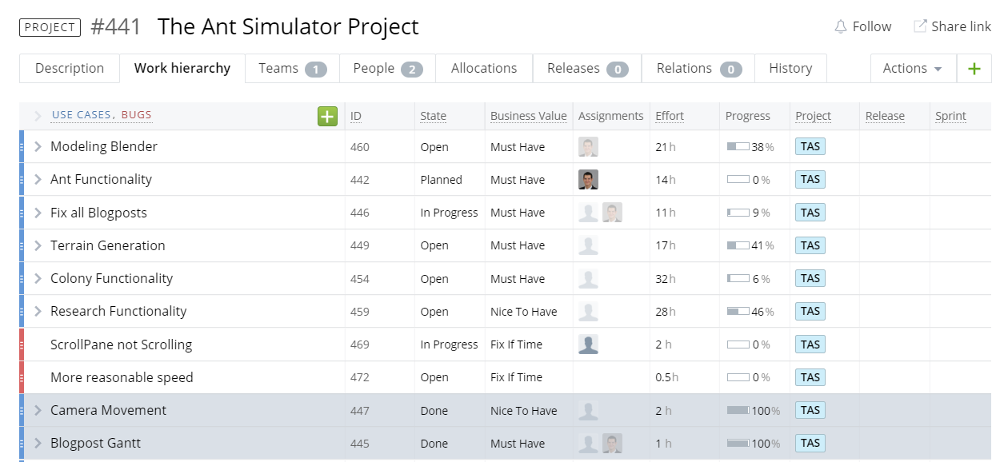 PROJECT #441 The Ant Simulator Project Follow Share link
Description Work hierarchy Teams 1 People 2 Allocations Releases 0 Relations 0 History Actions +
USE CASES, BUGS + ID State Business Value Assignments Effort Progress Project Release Sprint
Modeling Blender 460 Open Must Have 21h 38% TAS
Ant Functionality 442 Planned Must Have 14h 0% TAS
Fix all Blogposts 446 In Progress Must Have 11h 9% TAS
Terrain Generation 449 Open Must Have 17h 41% TAS
Colony Functionality 454 Open Must Have 32h 6% TAS
Research Functionality 459 Open Nice To Have 28h 46% TAS
ScrollPane not Scrolling 469 In Progress Fix If Time 2 h 0% TAS
More reasonable speed 472 Open Fix If Time 0.5h 0% TAS
Camera Movement 447 Done Nice To Have 2 h 100% TAS
Blogpost Gantt 445 Done Must Have 1 h 100% TAS